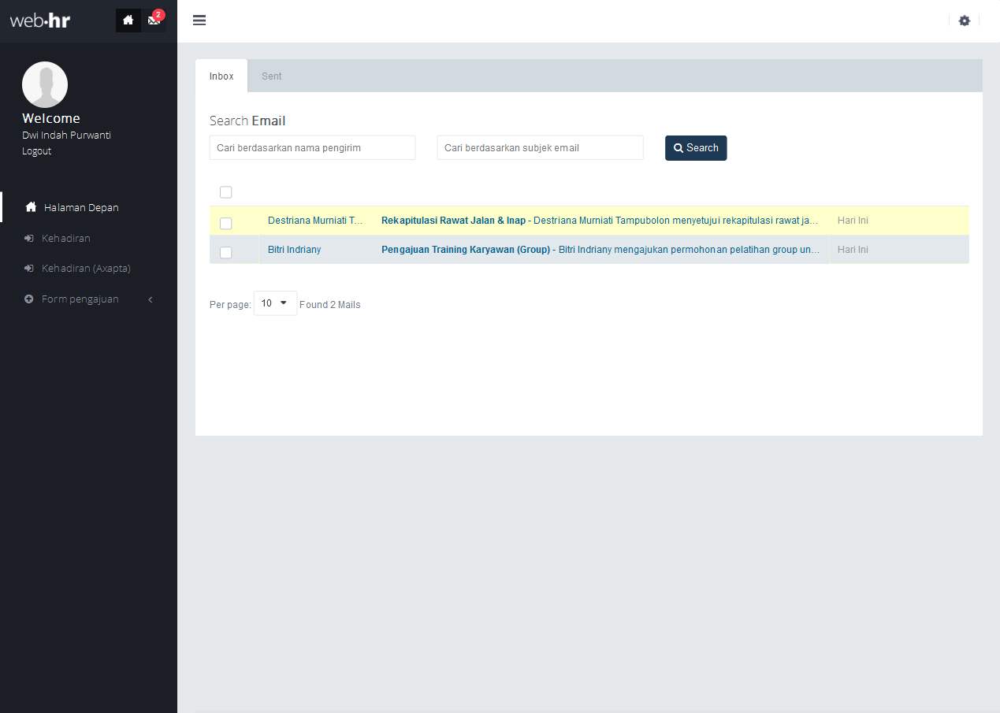 web·hr
2
Welcome
Dwi Indah Purwanti
Logout
Halaman Depan
Kehadiran
Kehadiran (Axapta)
Form pengajuan
Inbox Sent
Search Email
Cari berdasarkan nama pengirim Cari berdasarkan subjek email Search
Destriana Murniati T... Rekapitulasi Rawat Jalan & Inap - Destriana Murniati Tampubolon menyetujui rekapitulasi rawat ja... Hari Ini
Bitri Indriany Pengajuan Training Karyawan (Group) - Bitri Indriany mengajukan permohonan pelatihan group un... Hari Ini
Per page: 10 Found 2 Mails